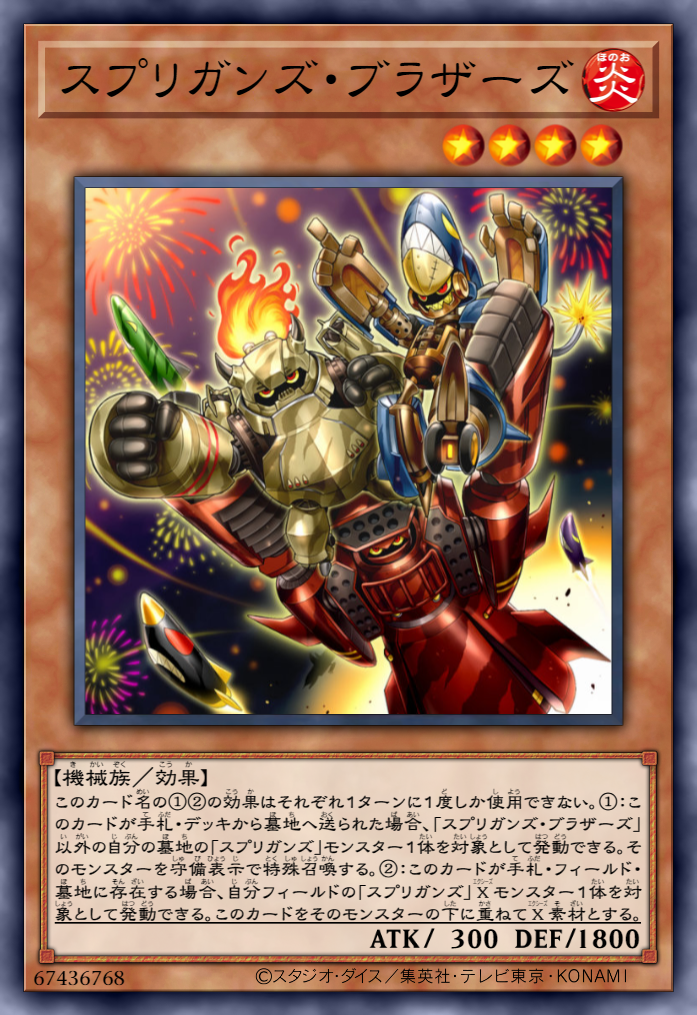 スプリガンズ・ブラザーズ 炎
ほのお
【機械族／効果】
このカード名の①②の効果はそれぞれ1ターンに1度しか使用できない。①：こ
のカードが手札・デッキから墓地へ送られた場合、「スプリガンズ・ブラザーズ」
以外の自分の墓地の「スプリガンズ」モンスター1体を対象として発動できる。そ
のモンスターを守備表示で特殊召喚する。②：このカードが手札・フィールド・
墓地に存在する場合、自分フィールドの「スプリガンズ」Xモンスター1体を対
象として発動できる。このカードをそのモンスターの下に重ねてX素材とする。
ATK/ 300 DEF/1800
67436768 ©スタジオ・ダイス／集英社・テレビ東京・KONAMI